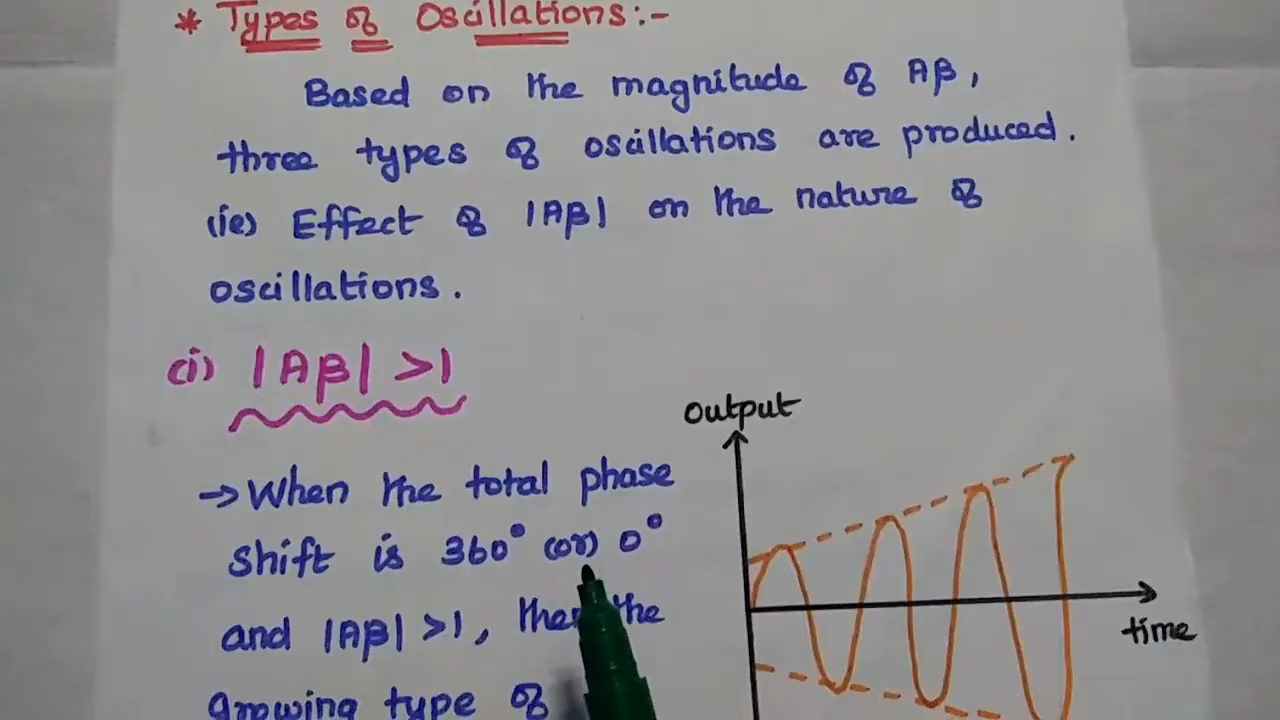 * Types of Oscillations:-
Based on the magnitude of Aβ,
three types of oscillations are produced.
(ie) Effect of |Aβ| on the nature of
oscillations.
(i) |Aβ| >1
→ When the total phase
shift is 360° (or) 0°
and |Aβ| >1, then the
growing type of
output
time